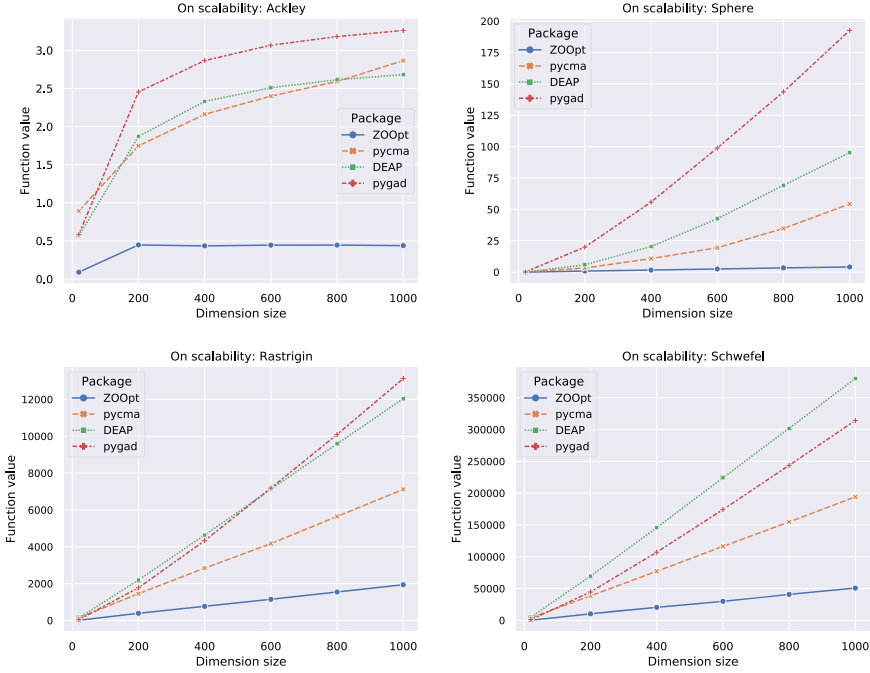 On scalability: Ackley
Function value
3.0
2.5
2.0
1.5
1.0
0.5
0.0
Package
ZOOpt
pycma
DEAP
pygad
0 200 400 600 800 1000
Dimension size
On scalability: Sphere
Function value
200
175
150
125
100
75
50
25
0
Package
ZOOpt
pycma
DEAP
pygad
0 200 400 600 800 1000
Dimension size
On scalability: Rastrigin
Function value
12000
10000
8000
6000
4000
2000
0
Package
ZOOpt
pycma
DEAP
pygad
0 200 400 600 800 1000
Dimension size
On scalability: Schwefel
Function value
350000
300000
250000
200000
150000
100000
50000
0
Package
ZOOpt
pycma
DEAP
pygad
0 200 400 600 800 1000
Dimension size